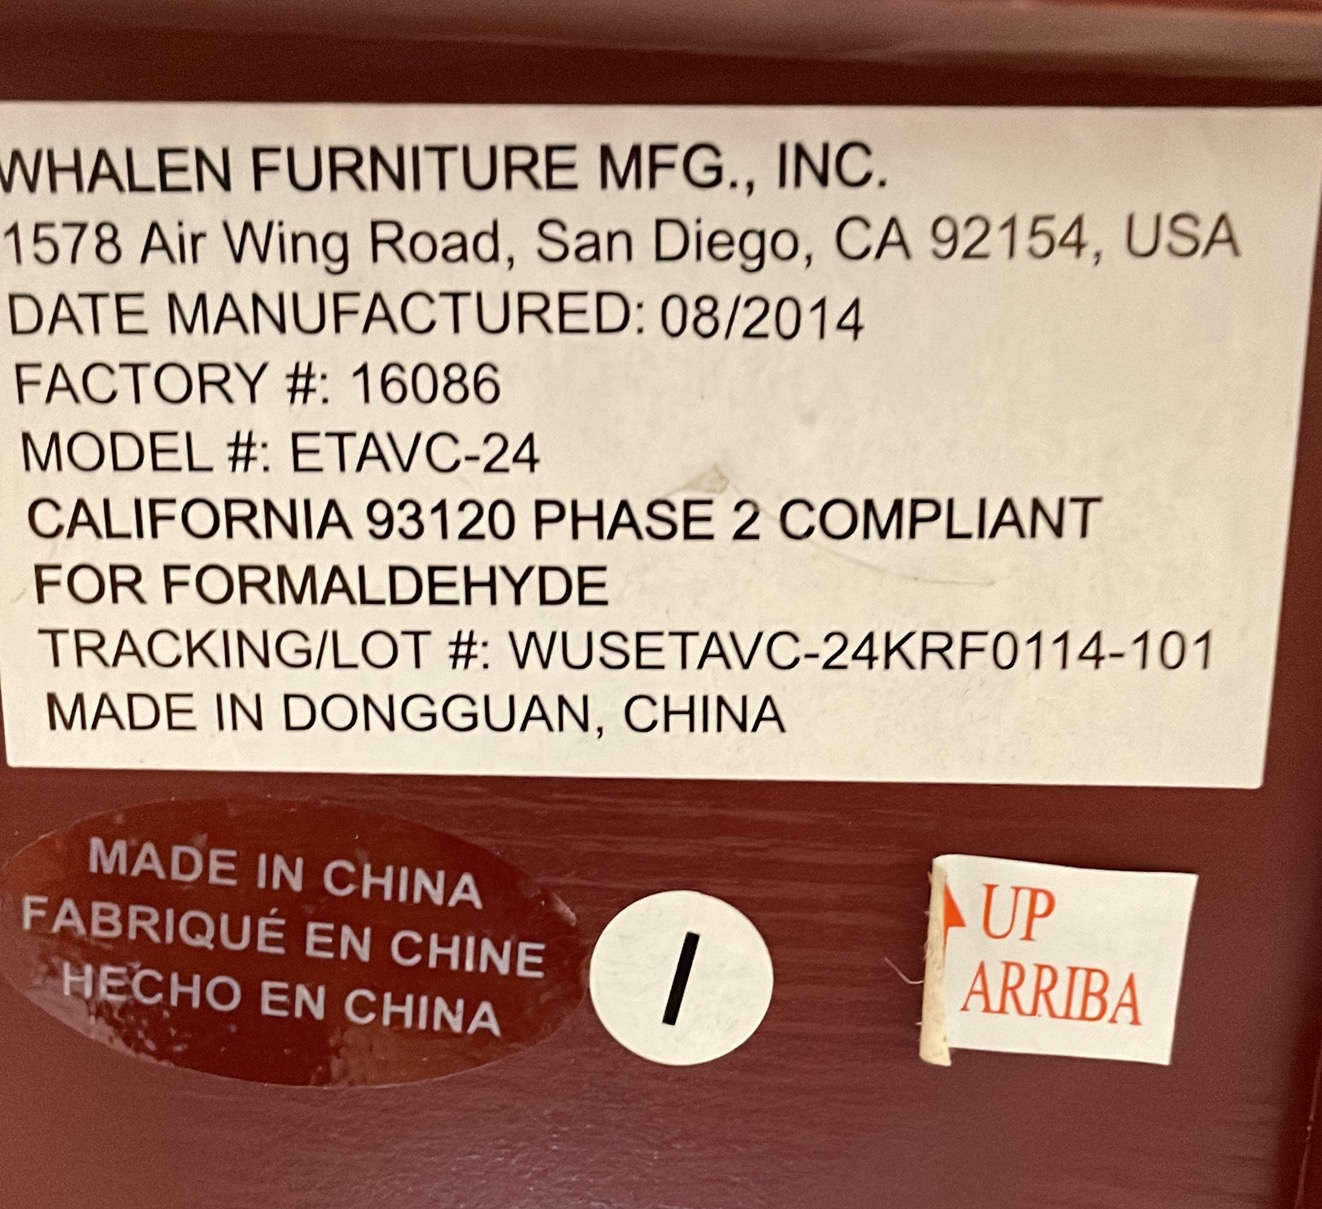 WHALEN FURNITURE MFG., INC.
1578 Air Wing Road, San Diego, CA 92154, USA
DATE MANUFACTURED: 08/2014
FACTORY #: 16086
MODEL #: ETAVC-24
CALIFORNIA 93120 PHASE 2 COMPLIANT
FOR FORMALDEHYDE
TRACKING/LOT #: WUSETAVC-24KRF0114-101
MADE IN DONGGUAN, CHINA
MADE IN CHINA
FABRIQUÉ EN CHINE
HECHO EN CHINA
I
UP
ARRIBA